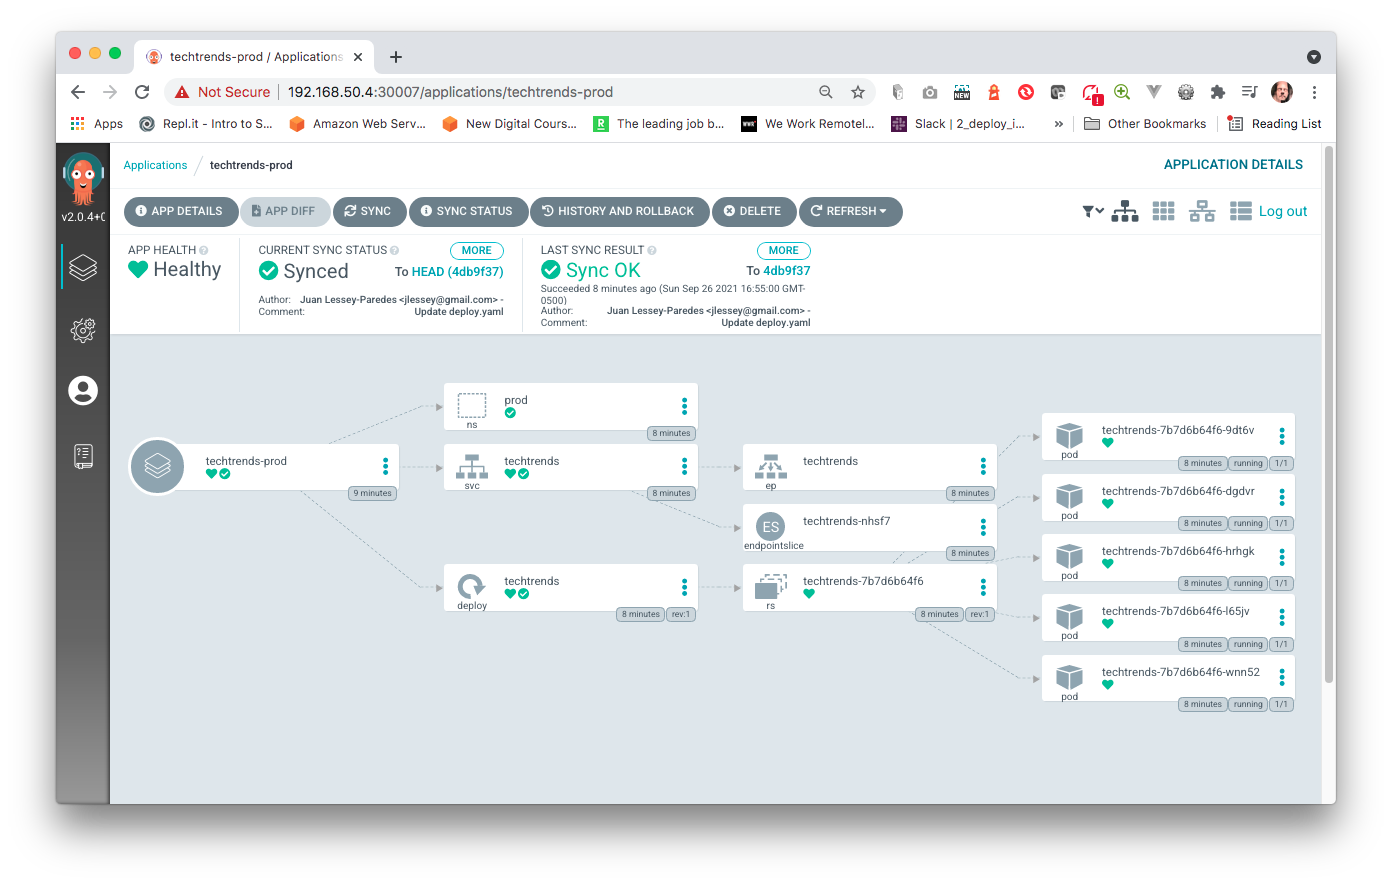 techtrends-prod / Applications
Not Secure
192.168.50.4:30007/applications/techtrends-prod
NEW
Apps
Repl.it - Intro to S...
Amazon Web Serv...
New Digital Cours...
R
The leading job b...
WWR
We Work Remotel...
Slack | 2_deploy_i...
»
Other Bookmarks
Reading List
v2.0.4+
Applications / techtrends-prod
APPLICATION DETAILS
APP DETAILS
APP DIFF
SYNC
SYNC STATUS
HISTORY AND ROLLBACK
DELETE
REFRESH
Log out
APP HEALTH
Healthy
CURRENT SYNC STATUS
MORE
Synced
To HEAD (4db9f37)
Author: Juan Lessey-Paredes <jlessey@gmail.com> -
Comment: Update deploy.yaml
LAST SYNC RESULT
MORE
Sync OK
To 4db9f37
Succeeded 8 minutes ago (Sun Sep 26 2021 16:55:00 GMT-
0500)
Author: Juan Lessey-Paredes <jlessey@gmail.com> -
Comment: Update deploy.yaml
techtrends-prod
9 minutes
prod
ns
8 minutes
techtrends
svc
8 minutes
techtrends
deploy
8 minutes
rev:1
techtrends
ep
8 minutes
ES
techtrends-nhsf7
endpointslice
8 minutes
techtrends-7b7d6b64f6
rs
8 minutes
rev:1
techtrends-7b7d6b64f6-9dt6v
pod
8 minutes
running
1/1
techtrends-7b7d6b64f6-dgdvr
pod
8 minutes
running
1/1
techtrends-7b7d6b64f6-hrhgk
pod
8 minutes
running
1/1
techtrends-7b7d6b64f6-l65jv
pod
8 minutes
running
1/1
techtrends-7b7d6b64f6-wnn52
pod
8 minutes
running
1/1